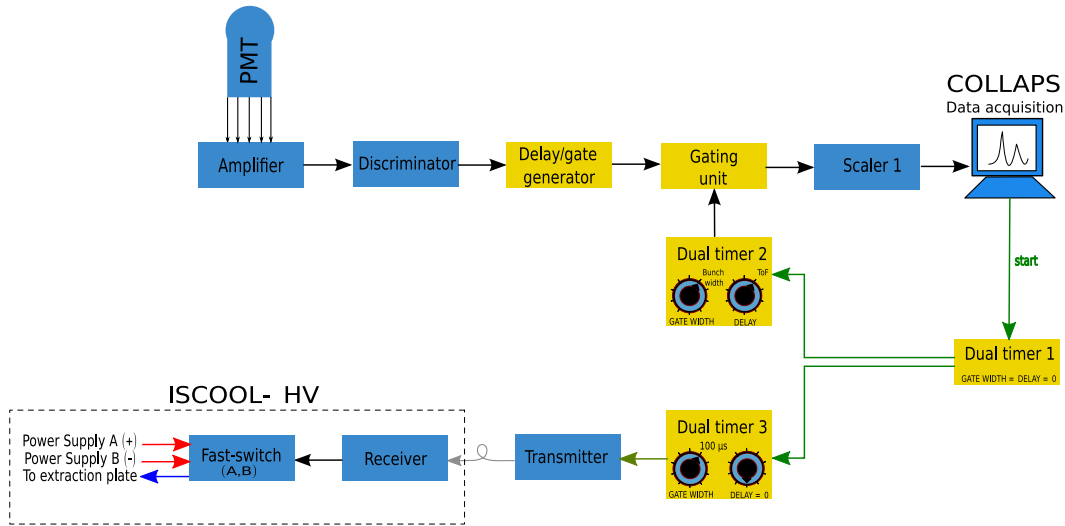 PMT
COLLAPS
Data acquisition
Amplifier
Discriminator
Delay/gate
generator
Gating
unit
Scaler 1
start
Dual timer 2
Bunch
width
ToF
GATE WIDTH
DELAY
Dual timer 1
GATE WIDTH = DELAY = 0
ISCOOL- HV
Power Supply A (+)
Power Supply B (-)
To extraction plate
Fast-switch
(A,B)
Receiver
Transmitter
Dual timer 3
100 µs
GATE WIDTH
DELAY = 0